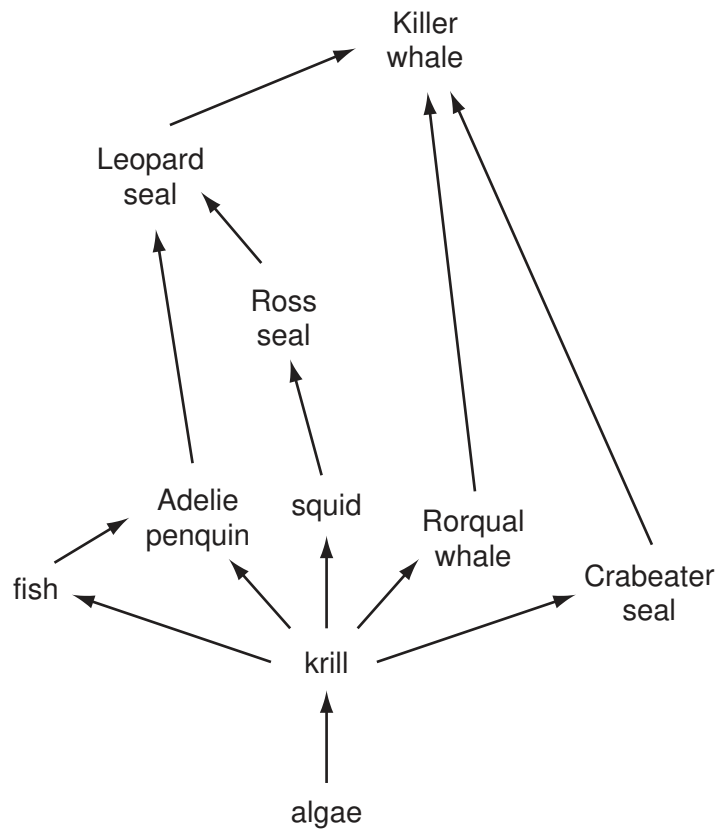 Killer
whale
Leopard
seal
Ross
seal
Adelie
penquin
squid
Rorqual
whale
fish
Crabeater
seal
krill
algae